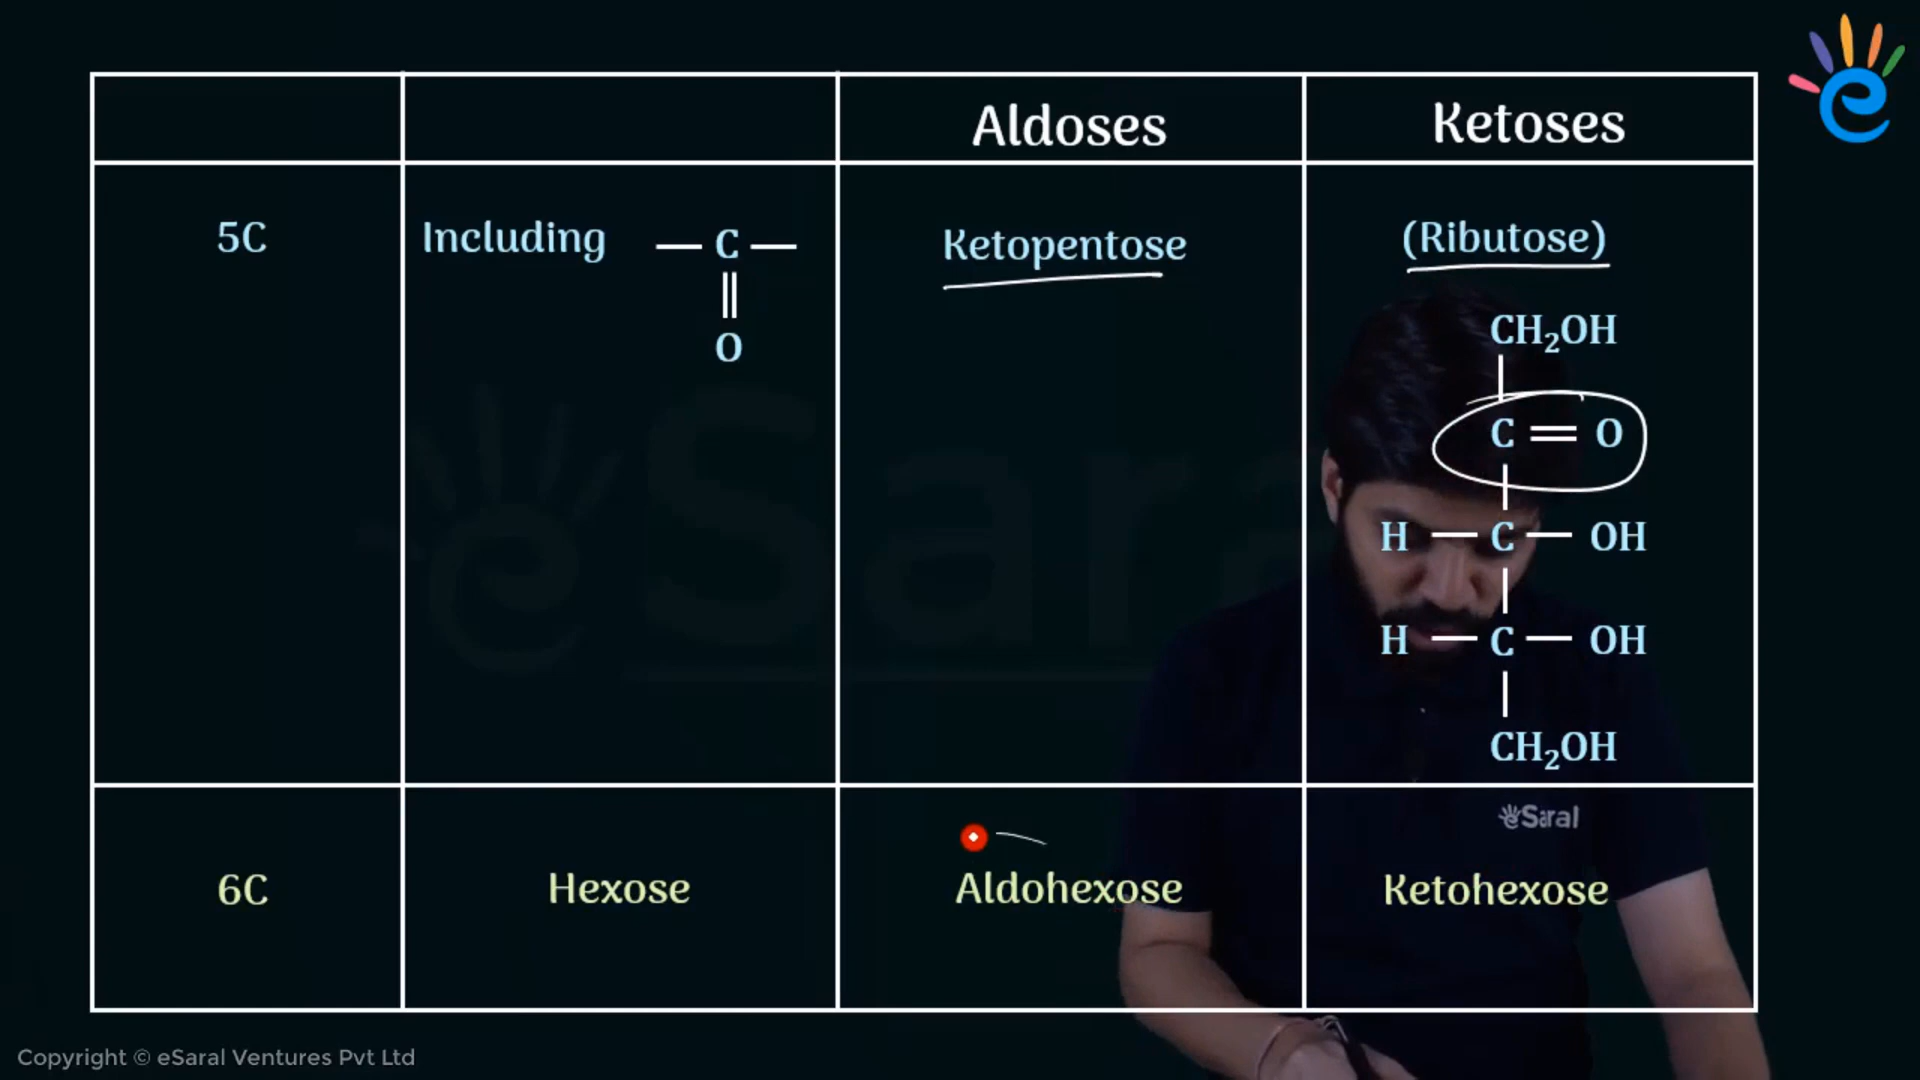 Aldoses Ketoses
5C Including — C — Ketopentose (Ributose)
||
O
CH₂OH
|
C = O
|
H — C — OH
|
H — C — OH
|
CH₂OH
eSaral
6C Hexose Aldohexose Ketohexose
Copyright © eSaral Ventures Pvt Ltd